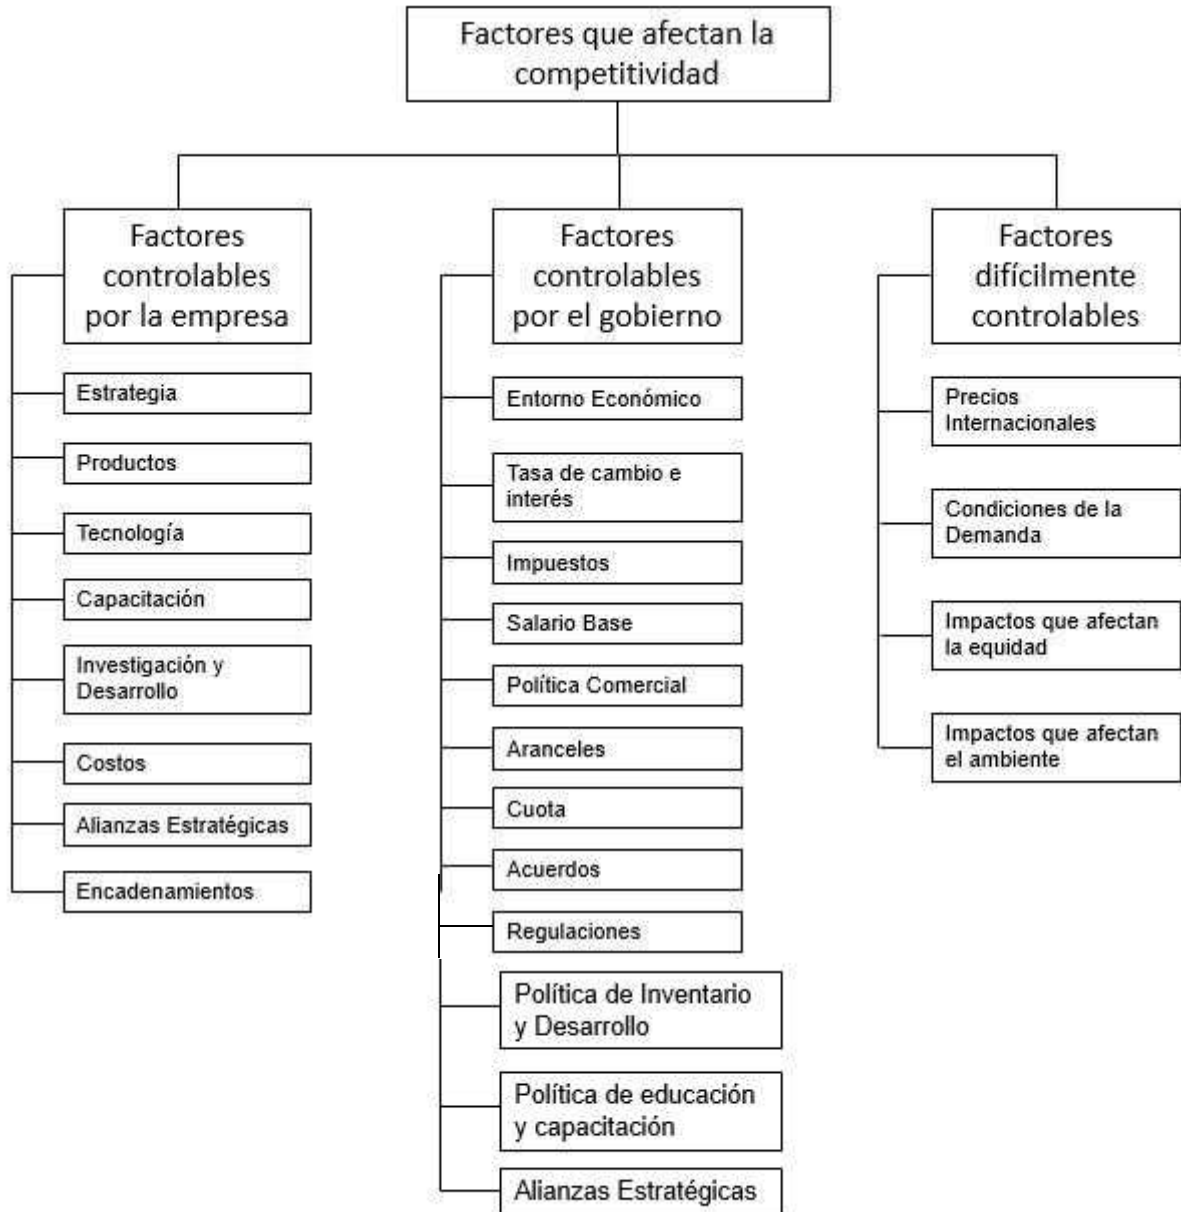 Factores que afectan la
competitividad
Factores
controlables
por la empresa
Estrategia
Productos
Tecnología
Capacitación
Investigación y
Desarrollo
Costos
Alianzas Estratégicas
Encadenamientos
Factores
controlables
por el gobierno
Entorno Económico
Tasa de cambio e
interés
Impuestos
Salario Base
Política Comercial
Aranceles
Cuota
Acuerdos
Regulaciones
Política de Inventario
y Desarrollo
Política de educación
y capacitación
Alianzas Estratégicas
Factores
difícilmente
controlables
Precios
Internacionales
Condiciones de la
Demanda
Impactos que afectan
la equidad
Impactos que afectan
el ambiente